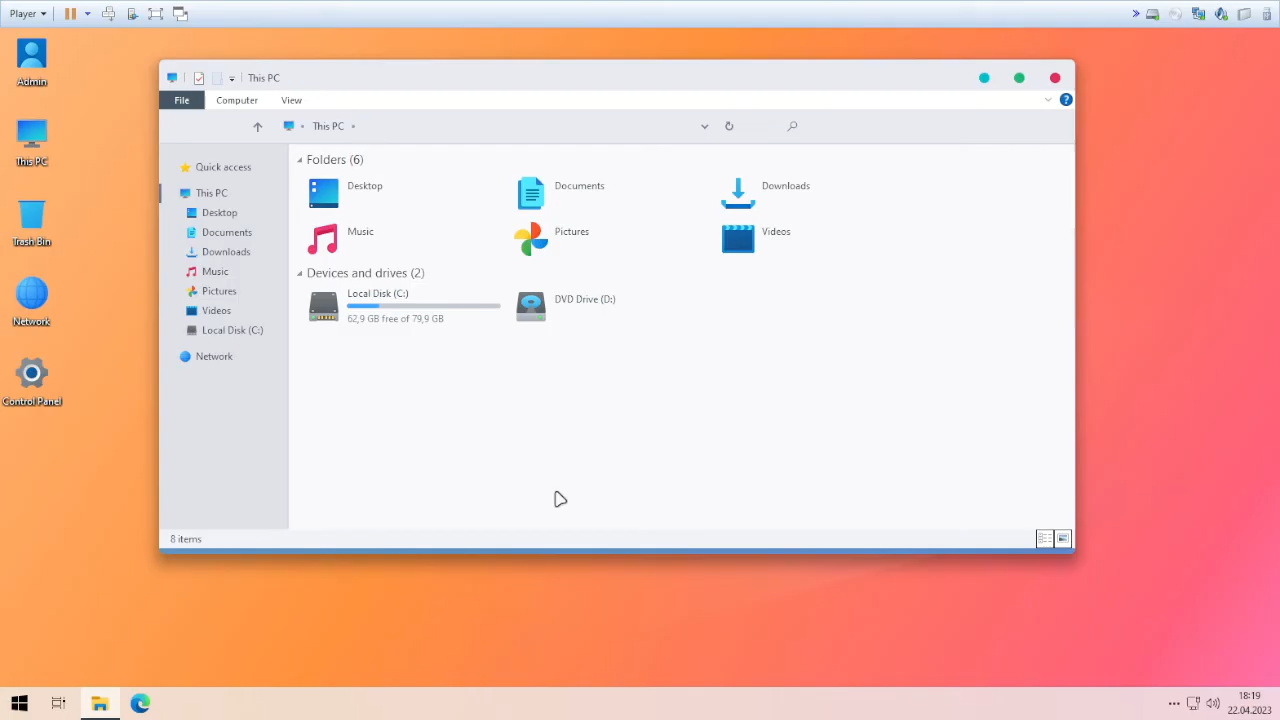 Player
Admin
This PC
Trash Bin
Network
Control Panel
This PC
File
Computer
View
?
This PC
Quick access
This PC
Desktop
Documents
Downloads
Music
Pictures
Videos
Local Disk (C:)
Network
Folders (6)
Desktop
Documents
Downloads
Music
Pictures
Videos
Devices and drives (2)
Local Disk (C:)
62,9 GB free of 79,9 GB
DVD Drive (D:)
8 items
18:19
22.04.2023